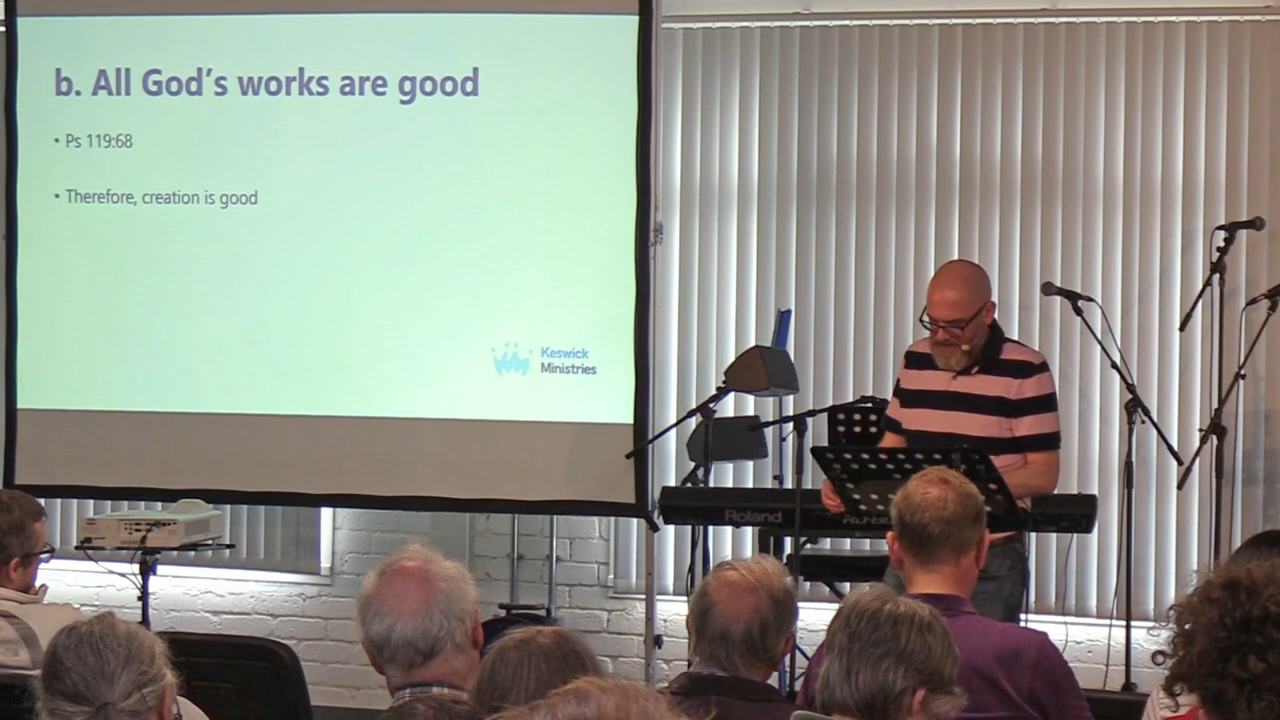 b. All God's works are good
• Ps 119:68
• Therefore, creation is good
Keswick
Ministries
Roland